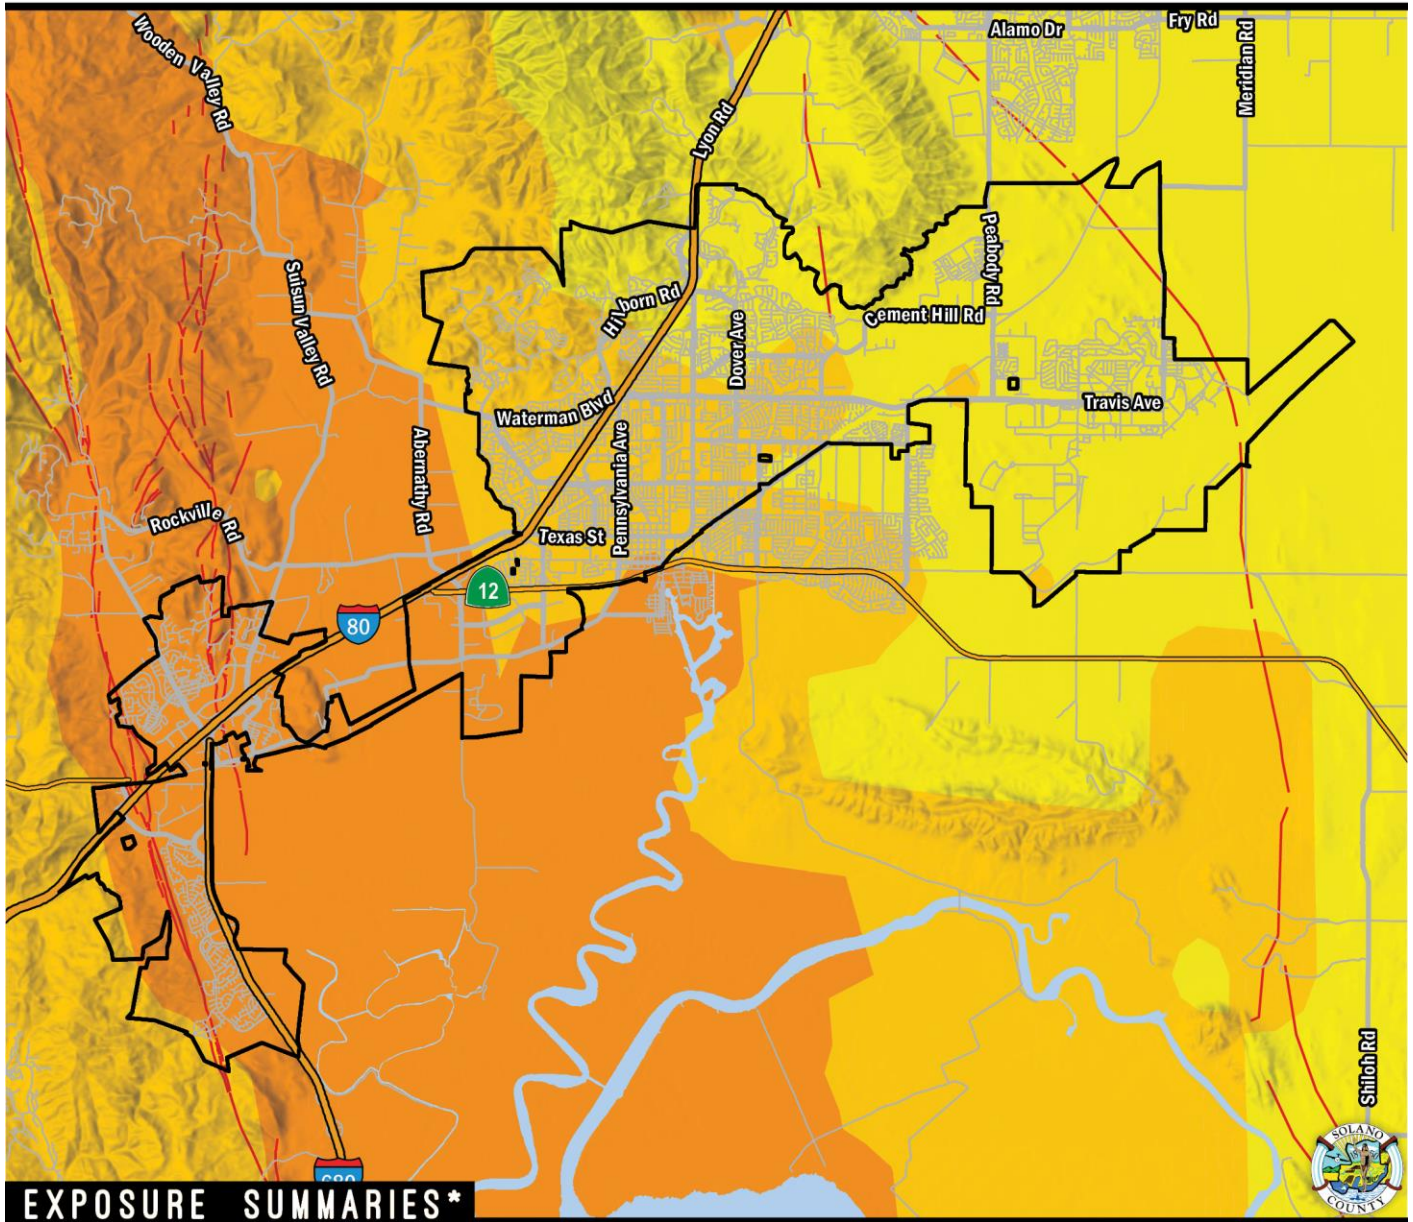 Wooden Valley Rd
Alamo Dr
Fry Rd
Meridian Rd
Lyon Rd
Peabody Rd
Suisun Valley Rd
Hilborn Rd
Cement Hill Rd
Dover Ave
Waterman Blvd
Travis Ave
Abernathy Rd
Pennsylvania Ave
Rockville Rd
Texas St
12
80
Shiloh Rd
680
SOLANO
COUNTY
EXPOSURE SUMMARIES*